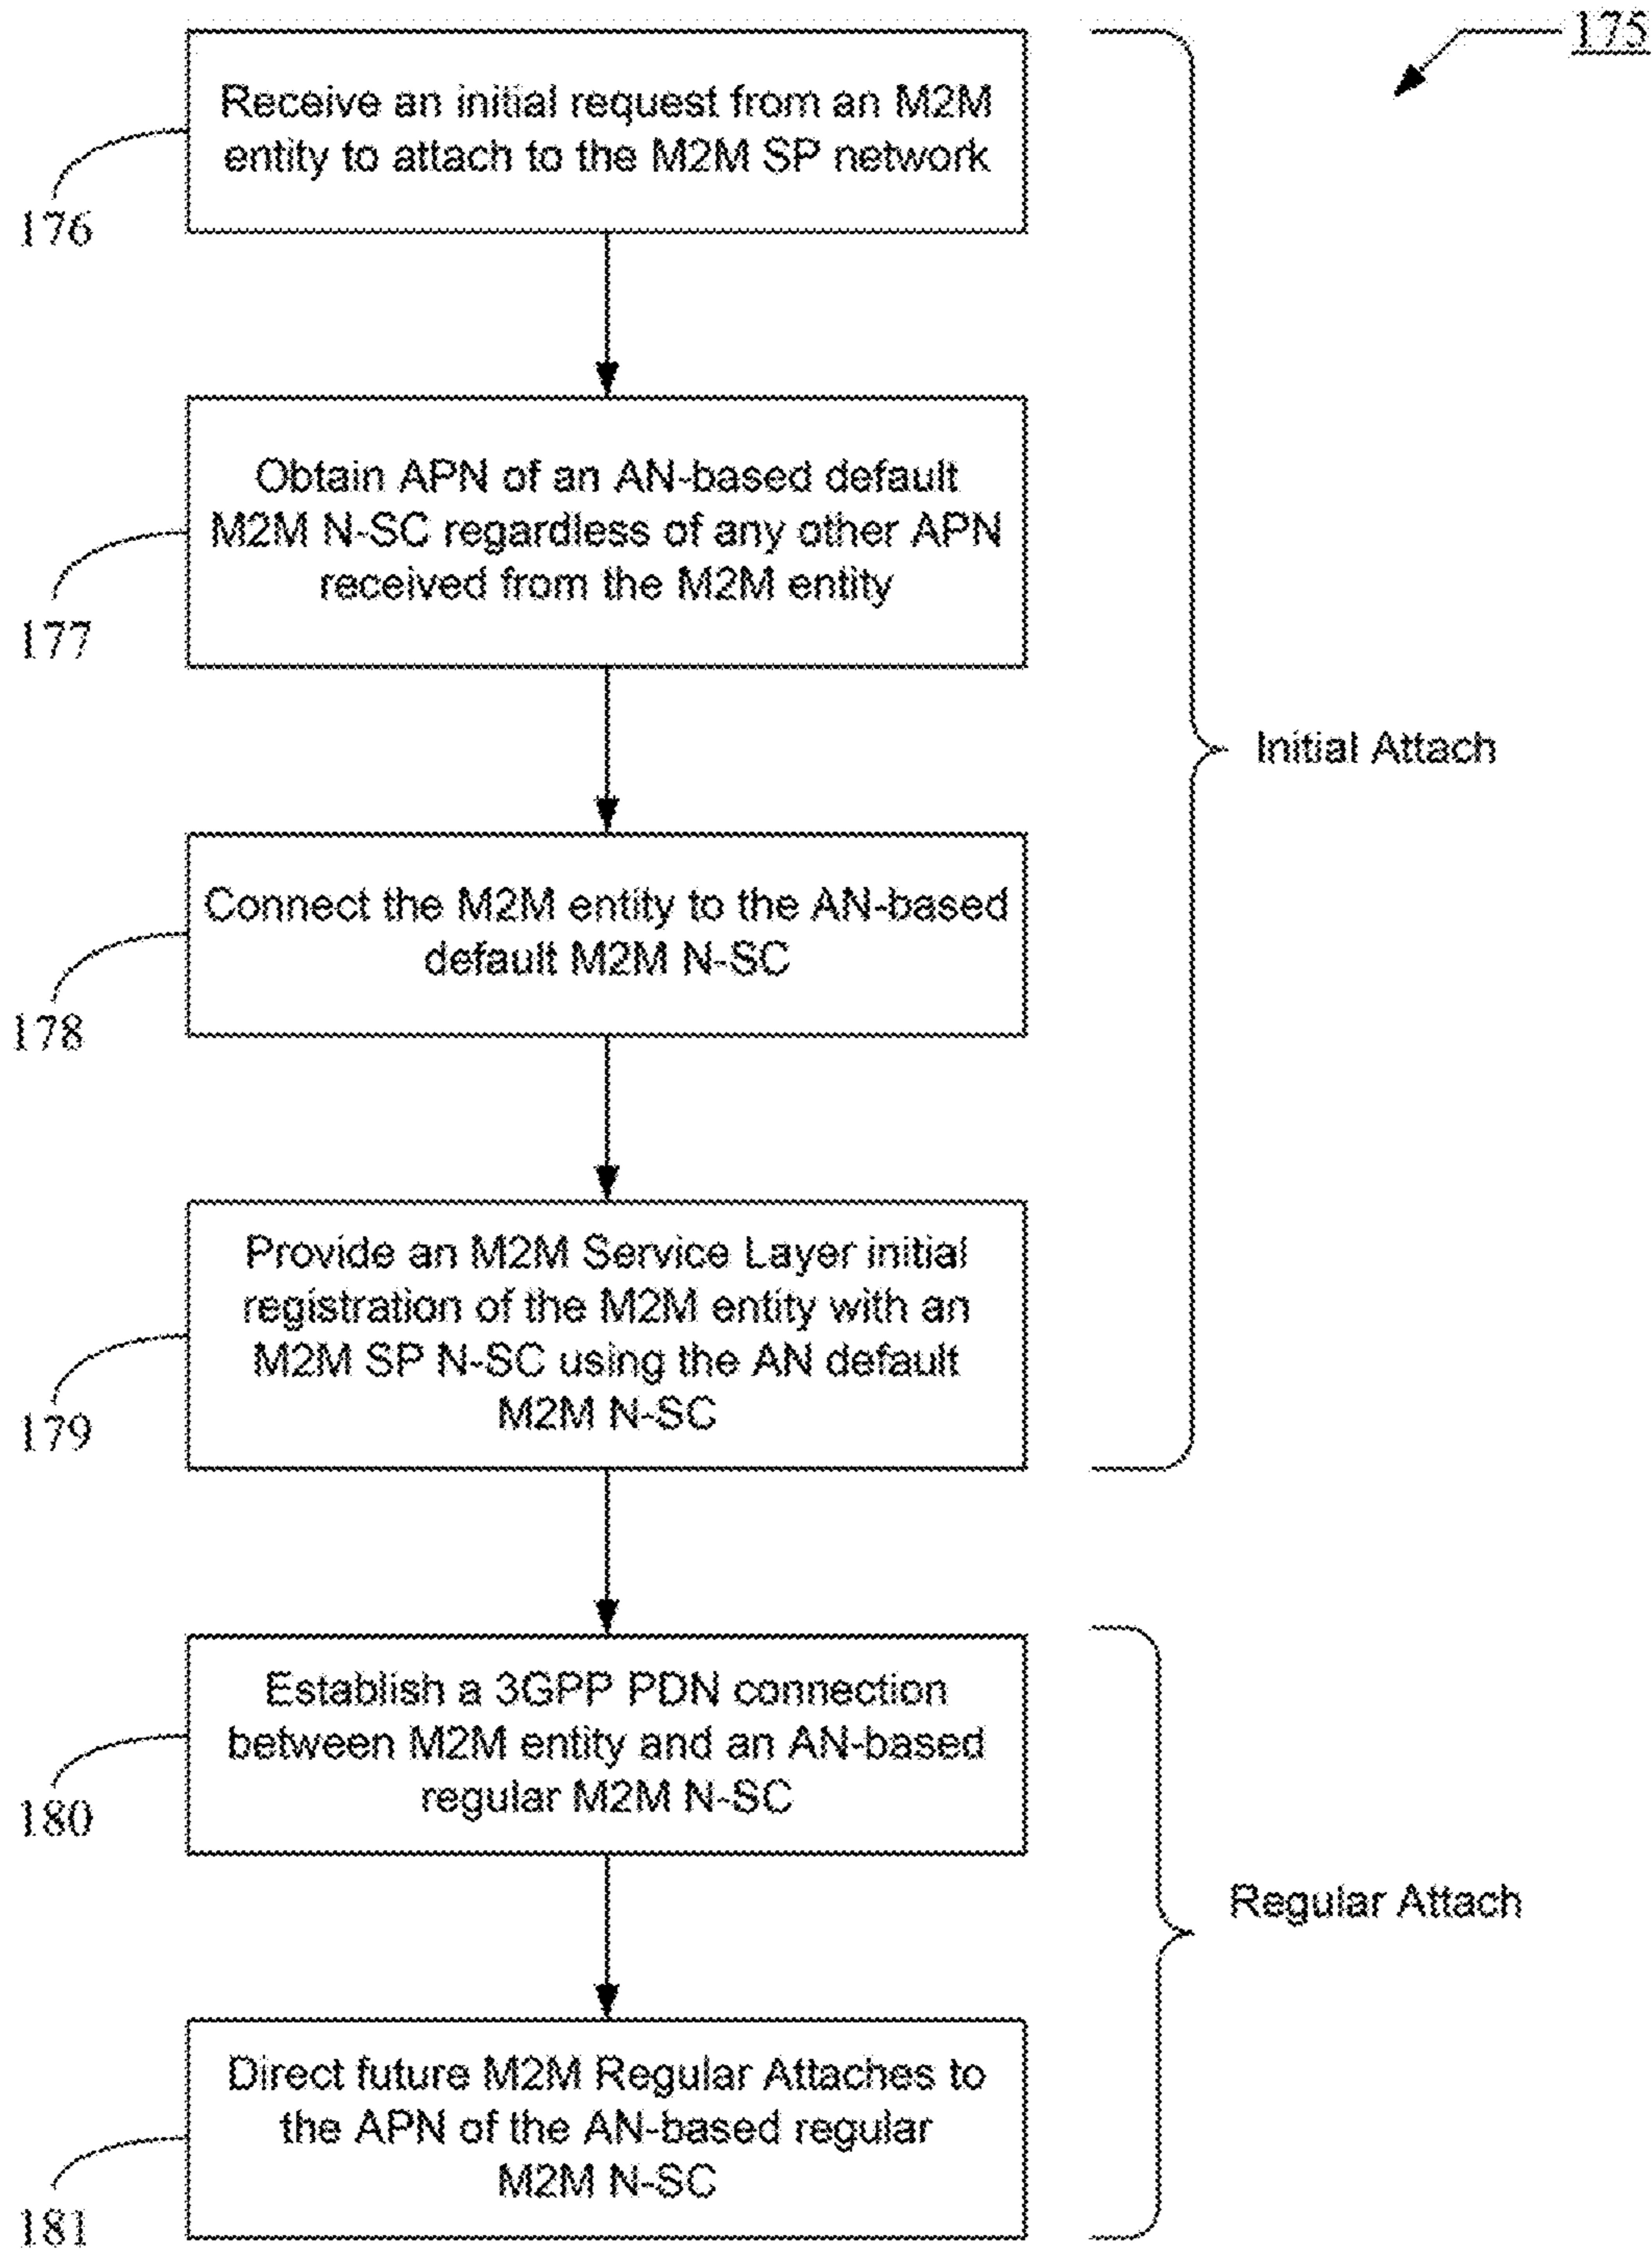 175
Receive an initial request from an M2M
entity to attach to the M2M SP network
176
Obtain APN of an AN-based default
M2M N-SC regardless of any other APN
received from the M2M entity
177
Initial Attach
Connect the M2M entity to the AN-based
default M2M N-SC
178
Provide an M2M Service Layer initial
registration of the M2M entity with an
M2M SP N-SC using the AN default
M2M N-SC
179
Establish a 3GPP PDN connection
between M2M entity and an AN-based
regular M2M N-SC
180
Regular Attach
Direct future M2M Regular Attaches to
the APN of the AN-based regular
M2M N-SC
181